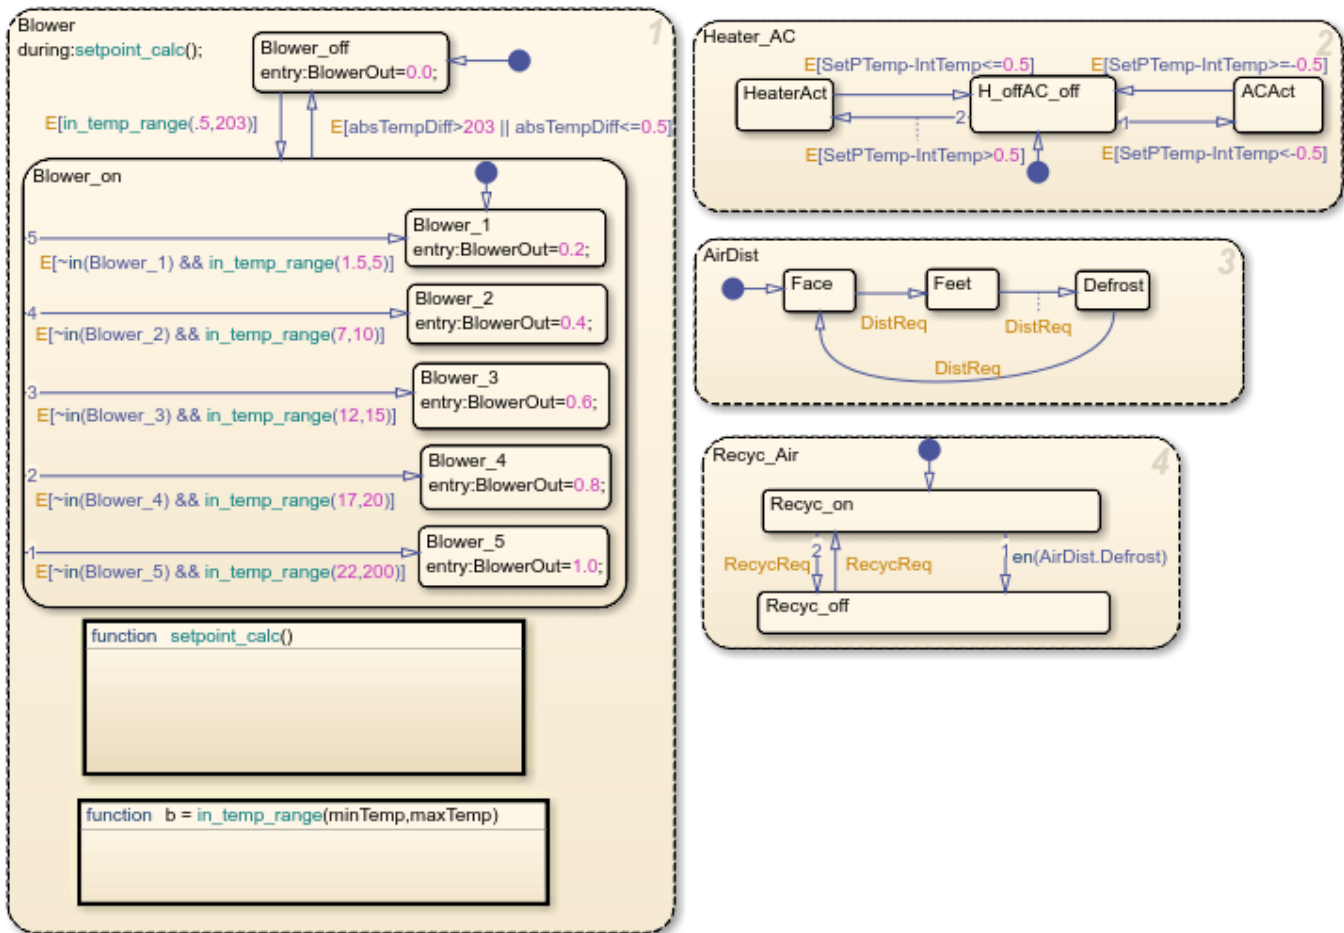 Blower
1
during:setpoint_calc();
Blower_off
entry:BlowerOut=0.0;
E[in_temp_range(.5,203)]
E[absTempDiff>203 || absTempDiff<=0.5]
Blower_on
Blower_1
entry:BlowerOut=0.2;
5
E[~in(Blower_1) && in_temp_range(1.5,5)]
Blower_2
entry:BlowerOut=0.4;
4
E[~in(Blower_2) && in_temp_range(7,10)]
Blower_3
entry:BlowerOut=0.6;
3
E[~in(Blower_3) && in_temp_range(12,15)]
Blower_4
entry:BlowerOut=0.8;
2
E[~in(Blower_4) && in_temp_range(17,20)]
Blower_5
entry:BlowerOut=1.0;
1
E[~in(Blower_5) && in_temp_range(22,200)]
function setpoint_calc()
function b = in_temp_range(minTemp,maxTemp)
Heater_AC
2
E[SetPTemp-IntTemp<=0.5]
E[SetPTemp-IntTemp>=-0.5]
HeaterAct
H_offAC_off
ACAct
2
1
E[SetPTemp-IntTemp>0.5]
E[SetPTemp-IntTemp<-0.5]
AirDist
3
Face
Feet
Defrost
DistReq
DistReq
DistReq
Recyc_Air
4
Recyc_on
2
1
RecycReq
RecycReq
en(AirDist.Defrost)
Recyc_off